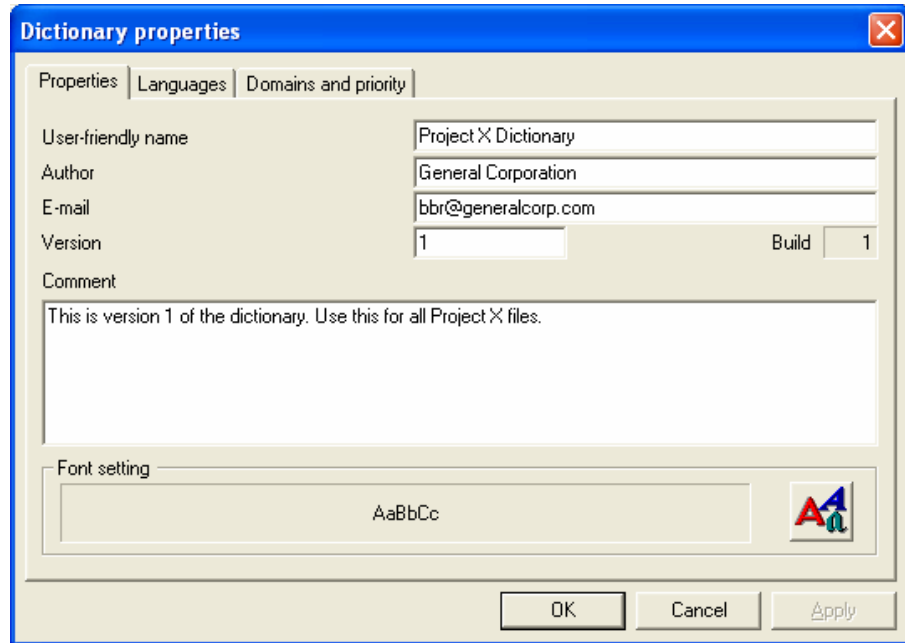 Dictionary properties
Properties Languages Domains and priority
User-friendly name Project X Dictionary
Author General Corporation
E-mail bbr@generalcorp.com
Version 1 Build 1
Comment
This is version 1 of the dictionary. Use this for all Project X files.
Font setting
AaBbCc
OK Cancel Apply